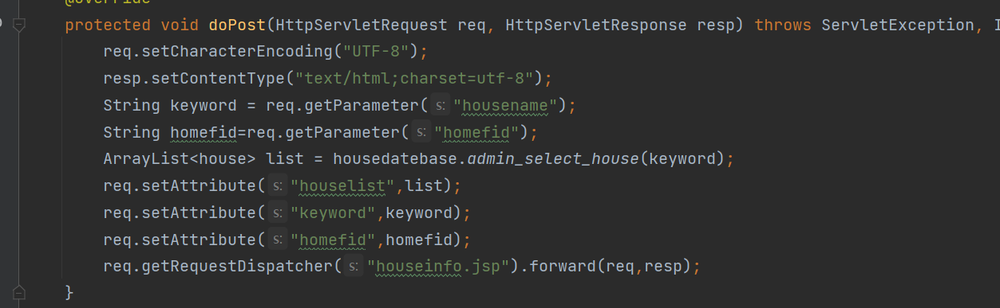 @Override
protected void doPost(HttpServletRequest req, HttpServletResponse resp) throws ServletException, I
req.setCharacterEncoding("UTF-8");
resp.setContentType("text/html;charset=utf-8");
String keyword = req.getParameter( s: "housename");
String homefid=req.getParameter( s: "homefid");
ArrayList<house> list = housedatebase.admin_select_house(keyword);
req.setAttribute( s: "houselist",list);
req.setAttribute( s: "keyword",keyword);
req.setAttribute( s: "homefid",homefid);
req.getRequestDispatcher( s: "houseinfo.jsp").forward(req,resp);
}